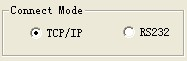 Connect Mode
TCP/IP RS232